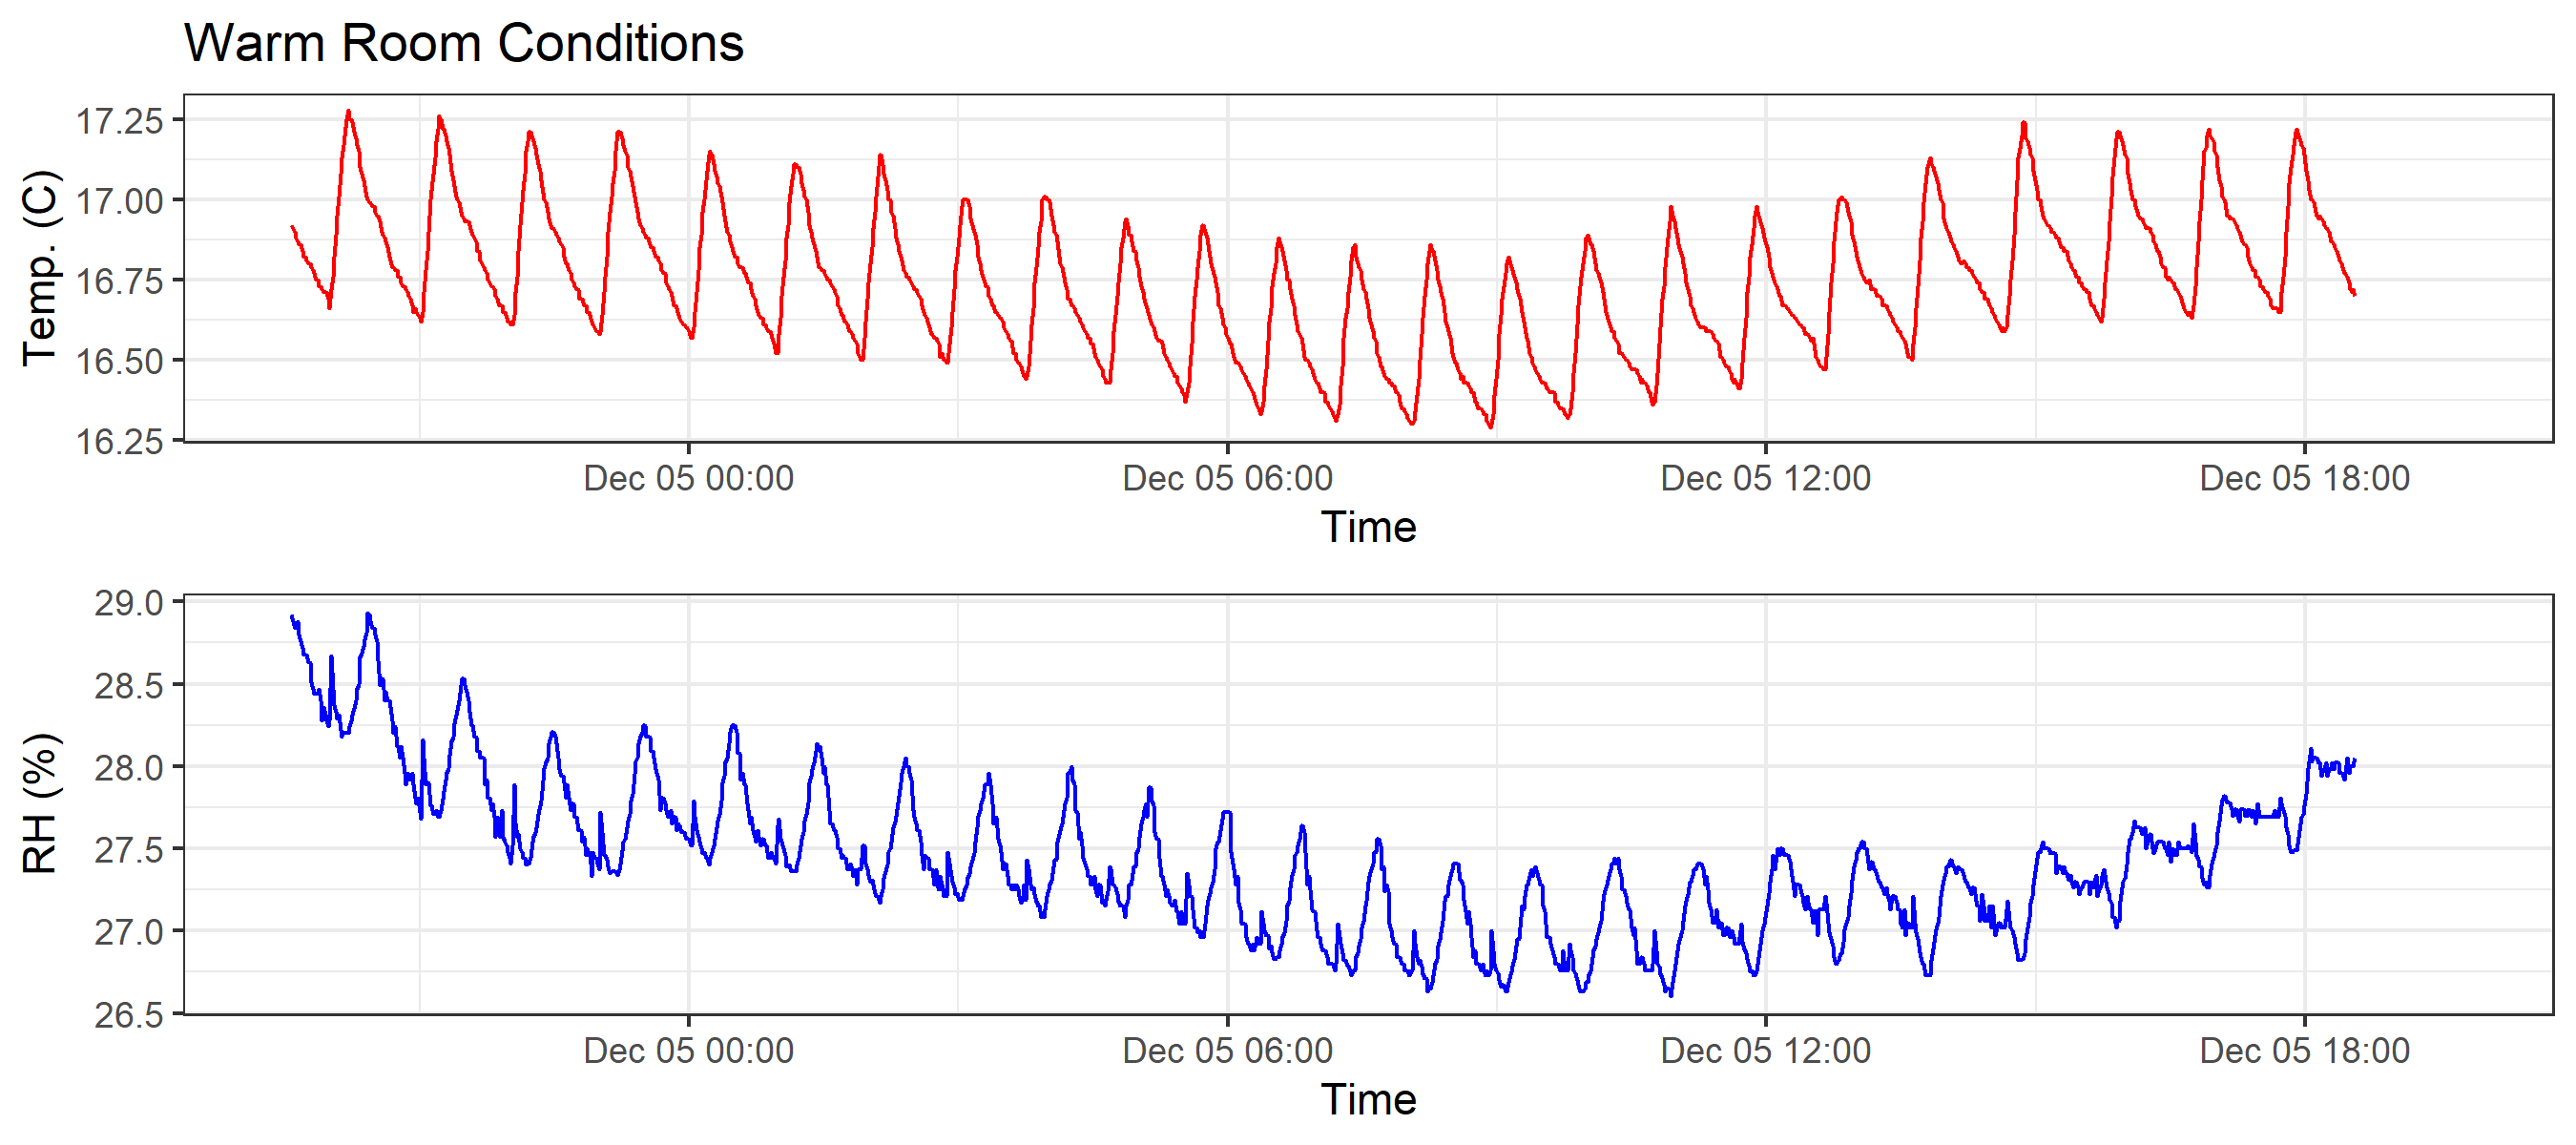 Warm Room Conditions
17.25
17.00
16.75
16.50
16.25
Temp. (C)
Dec 05 00:00 Dec 05 06:00 Dec 05 12:00 Dec 05 18:00
Time
29.0
28.5
28.0
27.5
27.0
26.5
RH (%)
Dec 05 00:00 Dec 05 06:00 Dec 05 12:00 Dec 05 18:00
Time